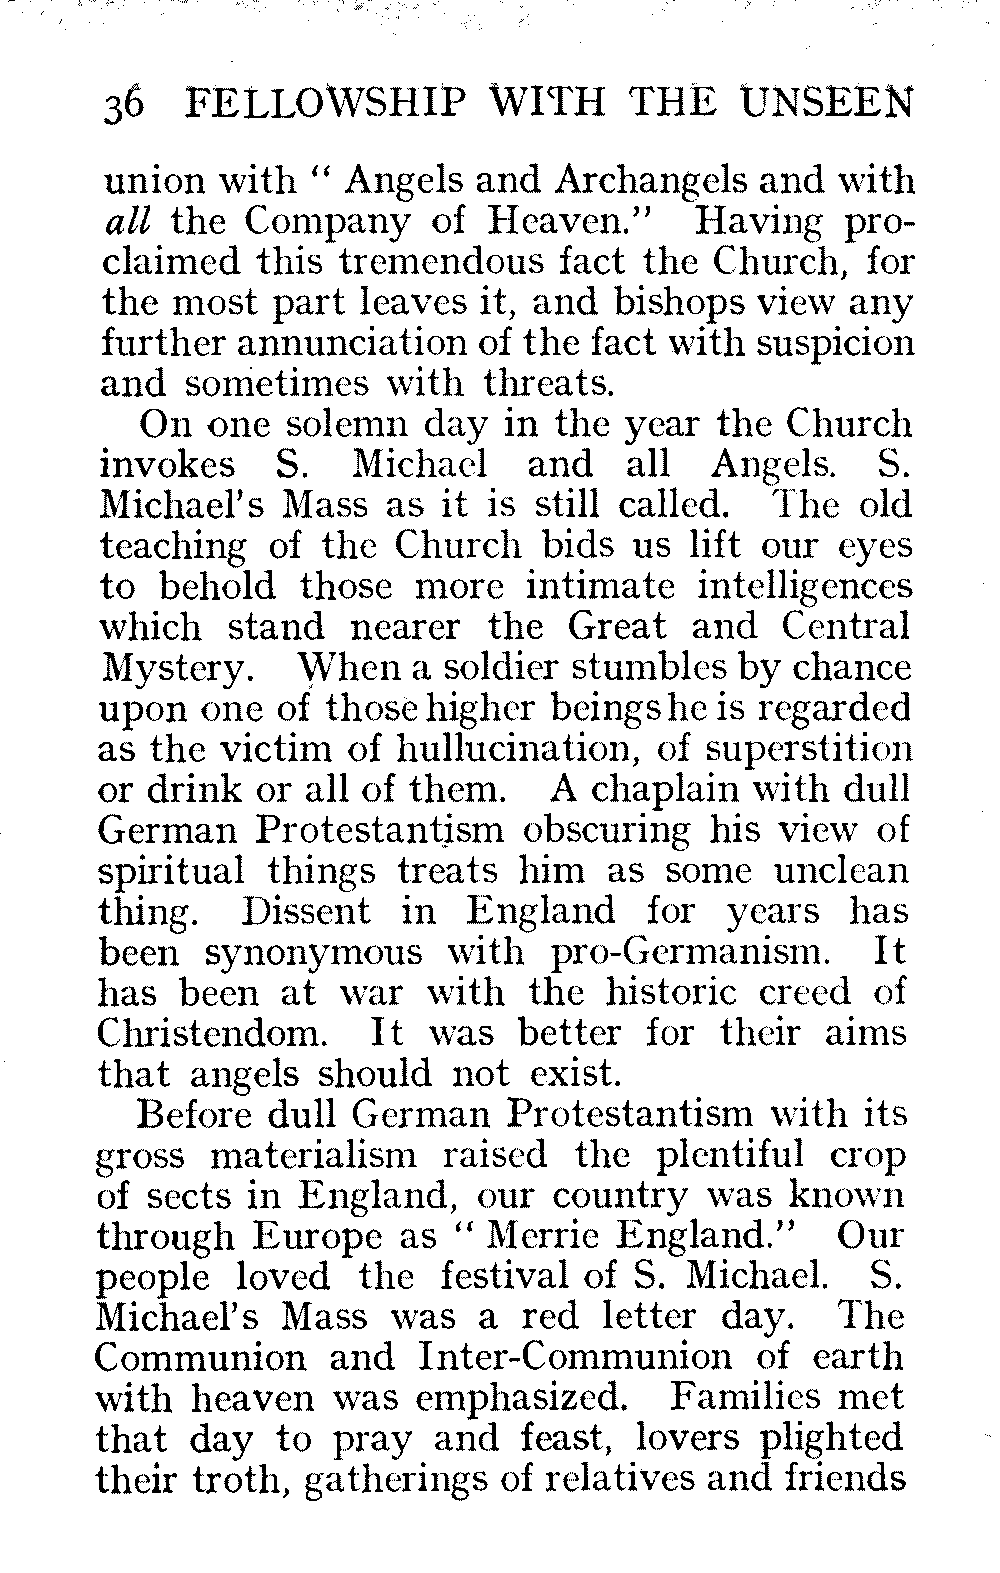 36 FELLOWSHIP WITH THE UNSEEN
union with “ Angels and Archangels and with
all the Company of Heaven.” Having pro-
claimed this tremendous fact the Church, for
the most part leaves it, and bishops view any
further annunciation of the fact with suspicion
and sometimes with threats.
On one solemn day in the year the Church
invokes S. Michael and all Angels. S.
Michael's Mass as it is still called. The old
teaching of the Church bids us lift our eyes
to behold those more intimate intelligences
which stand nearer the Great and Central
Mystery. When a soldier stumbles by chance
upon one of those higher beings he is regarded
as the victim of hullucination, of superstition
or drink or all of them. A chaplain with dull
German Protestantism obscuring his view of
spiritual things treats him as some unclean
thing. Dissent in England for years has
been synonymous with pro-Germanism. It
has been at war with the historic creed of
Christendom. It was better for their aims
that angels should not exist.
Before dull German Protestantism with its
gross materialism raised the plentiful crop
of sects in England, our country was known
through Europe as “ Merrie England.” Our
people loved the festival of S. Michael. S.
Michael's Mass was a red letter day. The
Communion and Inter-Communion of earth
with heaven was emphasized. Families met
that day to pray and feast, lovers plighted
their troth, gatherings of relatives and friends